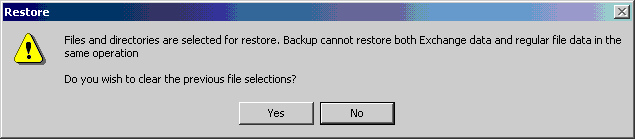 Restore
Files and directories are selected for restore. Backup cannot restore both Exchange data and regular file data in the
same operation
Do you wish to clear the previous file selections?
Yes
No